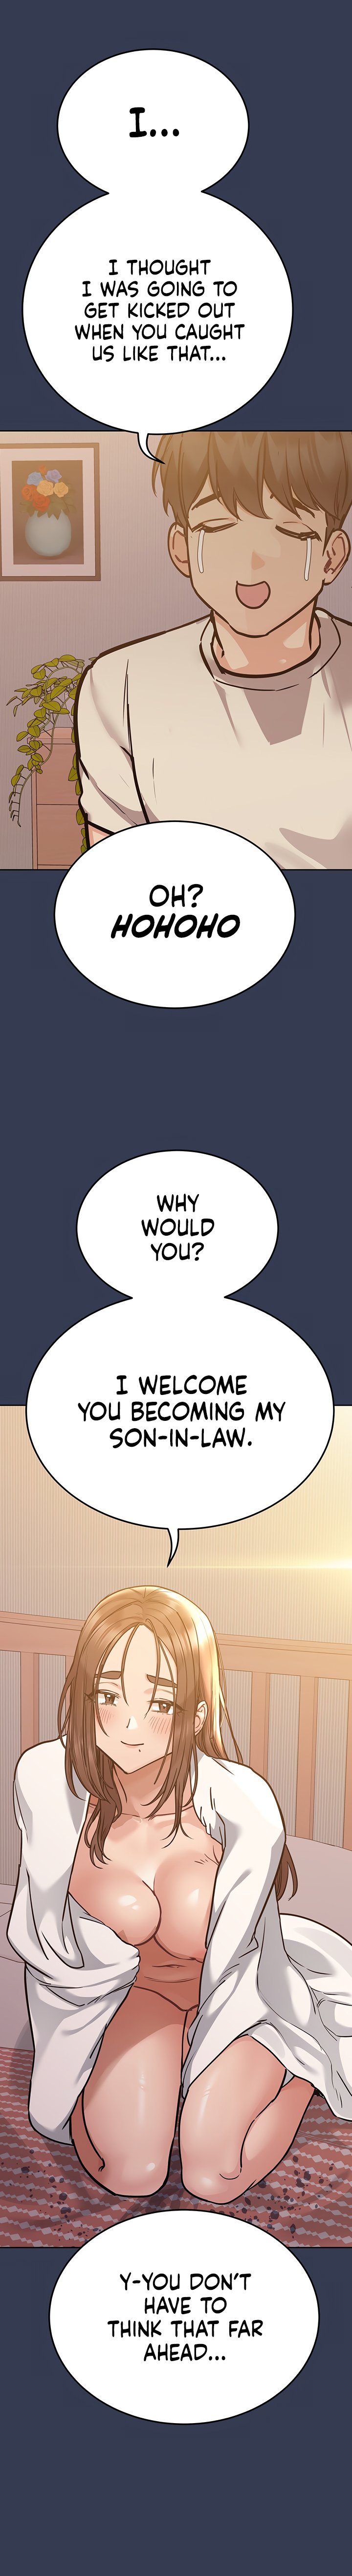 I...
I THOUGHT
I WAS GOING TO
GET KICKED OUT
WHEN YOU CAUGHT
US LIKE THAT...
OH?
HOHOHO
WHY
WOULD
YOU?
I WELCOME
YOU BECOMING MY
SON-IN-LAW.
Y-YOU DON'T
HAVE TO
THINK THAT FAR
AHEAD...